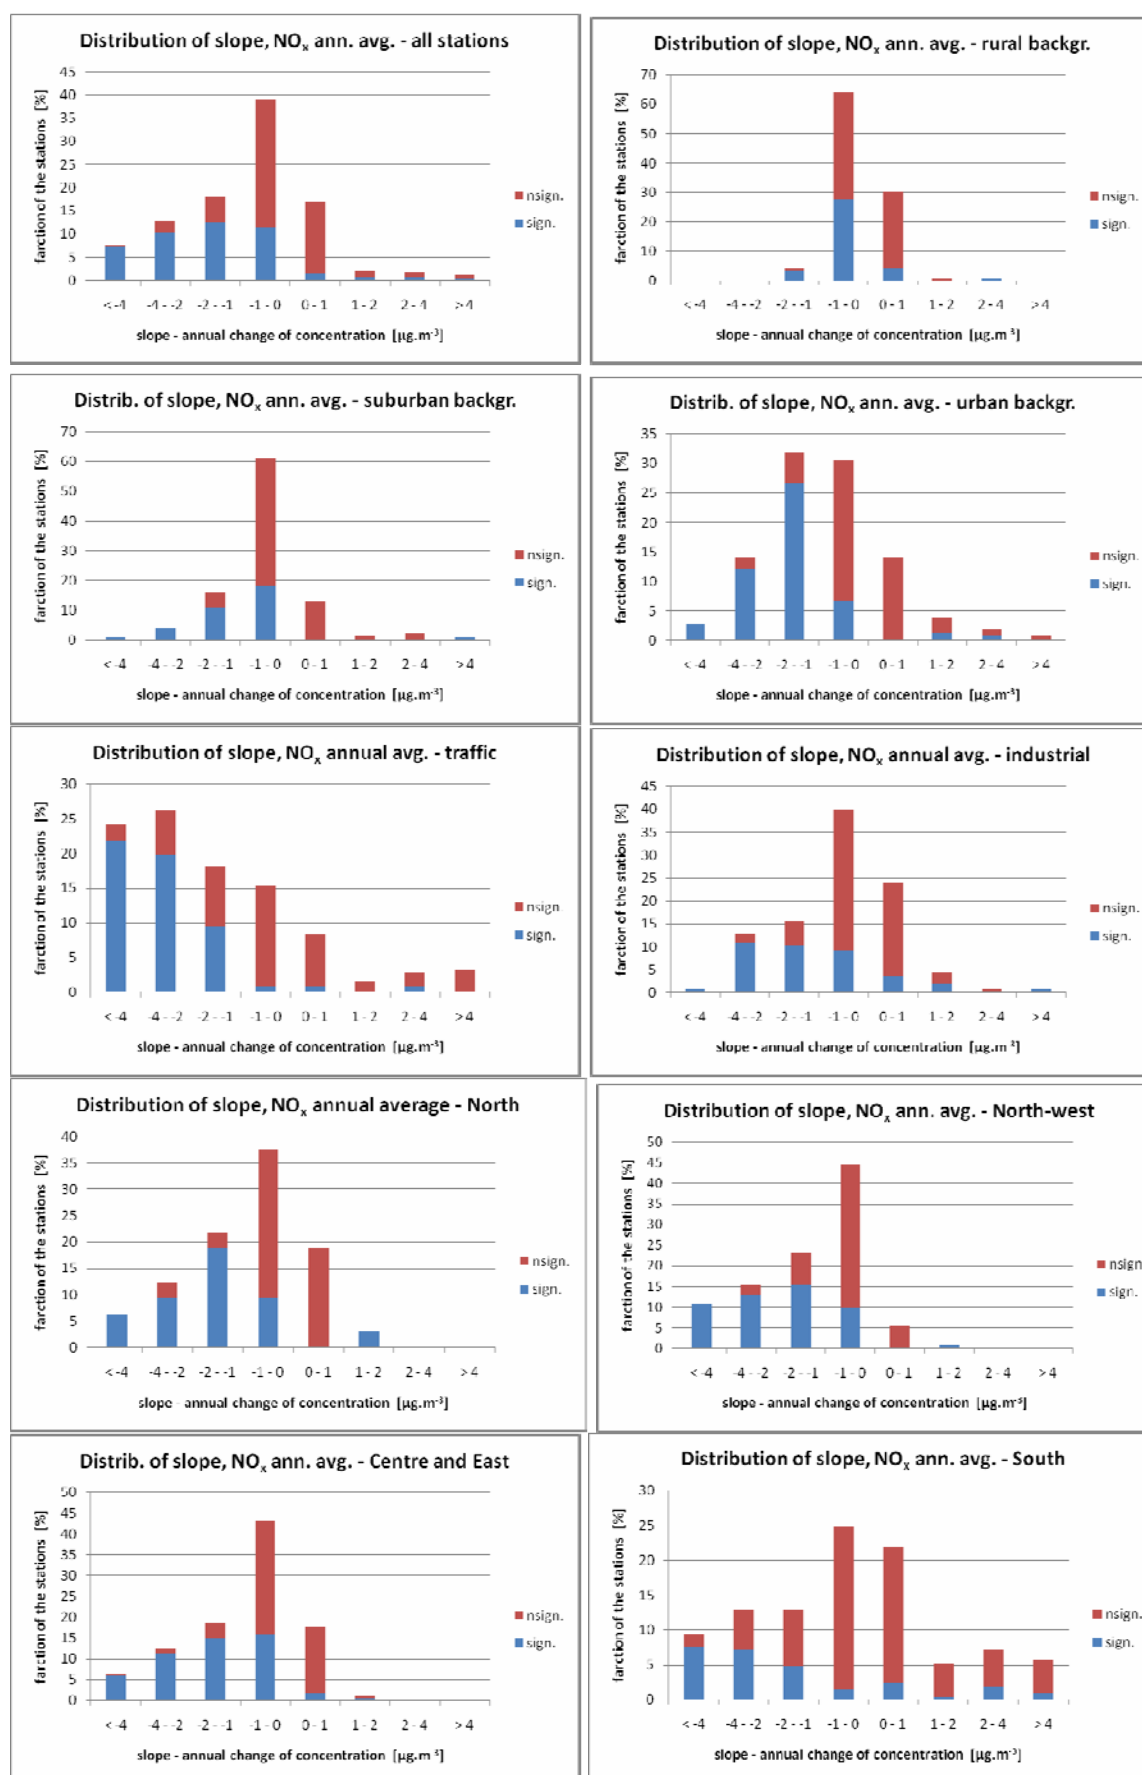 Distribution of slope, NOx ann. avg. - all stations
farction of the stations [%]
45
40
35
30
25
20
15
10
5
0
nsign.
sign.
< -4 -4 - -2 -2 - -1 -1 - 0 0 - 1 1 - 2 2 - 4 > 4
slope - annual change of concentration [µg.m-3]
Distribution of slope, NOx ann. avg. - rural backgr.
farction of the stations [%]
70
60
50
40
30
20
10
0
nsign.
sign.
< -4 -4 - -2 -2 - -1 -1 - 0 0 - 1 1 - 2 2 - 4 > 4
slope - annual change of concentration [µg.m-3]
Distrib. of slope, NOx ann. avg. - suburban backgr.
farction of the stations [%]
70
60
50
40
30
20
10
0
nsign.
sign.
< -4 -4 - -2 -2 - -1 -1 - 0 0 - 1 1 - 2 2 - 4 > 4
slope - annual change of concentration [µg.m-3]
Distrib. of slope, NOx ann. avg. - urban backgr.
farction of the stations [%]
35
30
25
20
15
10
5
0
nsign.
sign.
< -4 -4 - -2 -2 - -1 -1 - 0 0 - 1 1 - 2 2 - 4 > 4
slope - annual change of concentration [µg.m-3]
Distribution of slope, NOx annual avg. - traffic
farction of the stations [%]
30
25
20
15
10
5
0
nsign.
sign.
< -4 -4 - -2 -2 - -1 -1 - 0 0 - 1 1 - 2 2 - 4 > 4
slope - annual change of concentration [µg.m-3]
Distribution of slope, NOx annual avg. - industrial
farction of the stations [%]
45
40
35
30
25
20
15
10
5
0
nsign.
sign.
< -4 -4 - -2 -2 - -1 -1 - 0 0 - 1 1 - 2 2 - 4 > 4
slope - annual change of concentration [µg.m-3]
Distribution of slope, NOx annual average - North
farction of the stations [%]
40
35
30
25
20
15
10
5
0
nsign.
sign.
< -4 -4 - -2 -2 - -1 -1 - 0 0 - 1 1 - 2 2 - 4 > 4
slope - annual change of concentration [µg.m-3]
Distribution of slope, NOx ann. avg. - North-west
farction of the stations [%]
50
45
40
35
30
25
20
15
10
5
0
nsign
sign.
< -4 -4 - -2 -2 - -1 -1 - 0 0 - 1 1 - 2 2 - 4 > 4
slope - annual change of concentration [µg.m-3]
Distrib. of slope, NOx ann. avg. - Centre and East
farction of the stations [%]
50
45
40
35
30
25
20
15
10
5
0
nsign.
sign.
< -4 -4 - -2 -2 - -1 -1 - 0 0 - 1 1 - 2 2 - 4 > 4
slope - annual change of concentration [µg.m-3]
Distribution of slope, NOx ann. avg. - South
farction of the stations [%]
30
25
20
15
10
5
0
nsign.
sign.
< -4 -4 - -2 -2 - -1 -1 - 0 0 - 1 1 - 2 2 - 4 > 4
slope - annual change of concentration [µg.m-3]